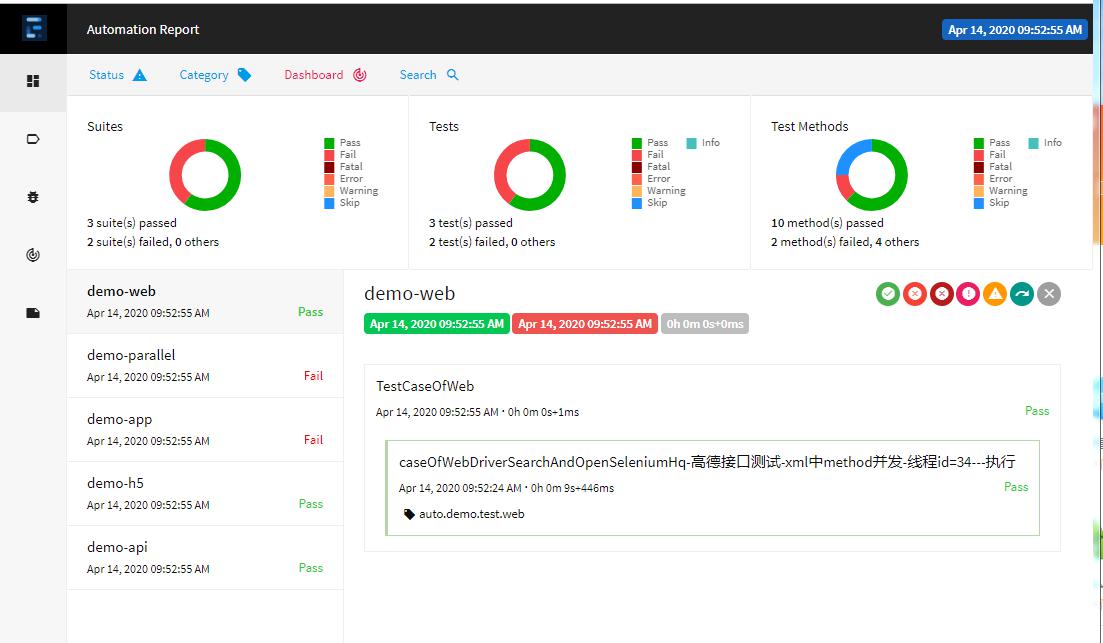 Automation Report
Apr 14, 2020 09:52:55 AM
Status
Category
Dashboard
Search
Suites
Pass
Fail
Fatal
Error
Warning
Skip
3 suite(s) passed
2 suite(s) failed, 0 others
Tests
Pass
Fail
Fatal
Error
Warning
Skip
Info
3 test(s) passed
2 test(s) failed, 0 others
Test Methods
Pass
Fail
Fatal
Error
Warning
Skip
Info
10 method(s) passed
2 method(s) failed, 4 others
demo-web
Apr 14, 2020 09:52:55 AM
Pass
demo-parallel
Apr 14, 2020 09:52:55 AM
Fail
demo-app
Apr 14, 2020 09:52:55 AM
Fail
demo-h5
Apr 14, 2020 09:52:55 AM
Pass
demo-api
Apr 14, 2020 09:52:55 AM
Pass
demo-web
Apr 14, 2020 09:52:55 AM
Apr 14, 2020 09:52:55 AM
0h 0m 0s+0ms
TestCaseOfWeb
Apr 14, 2020 09:52:55 AM · 0h 0m 0s+1ms
Pass
caseOfWebDriverSearchAndOpenSeleniumHq-高德接口测试-xml中method并发-线程id=34---执行
Apr 14, 2020 09:52:24 AM · 0h 0m 9s+446ms
Pass
auto.demo.test.web